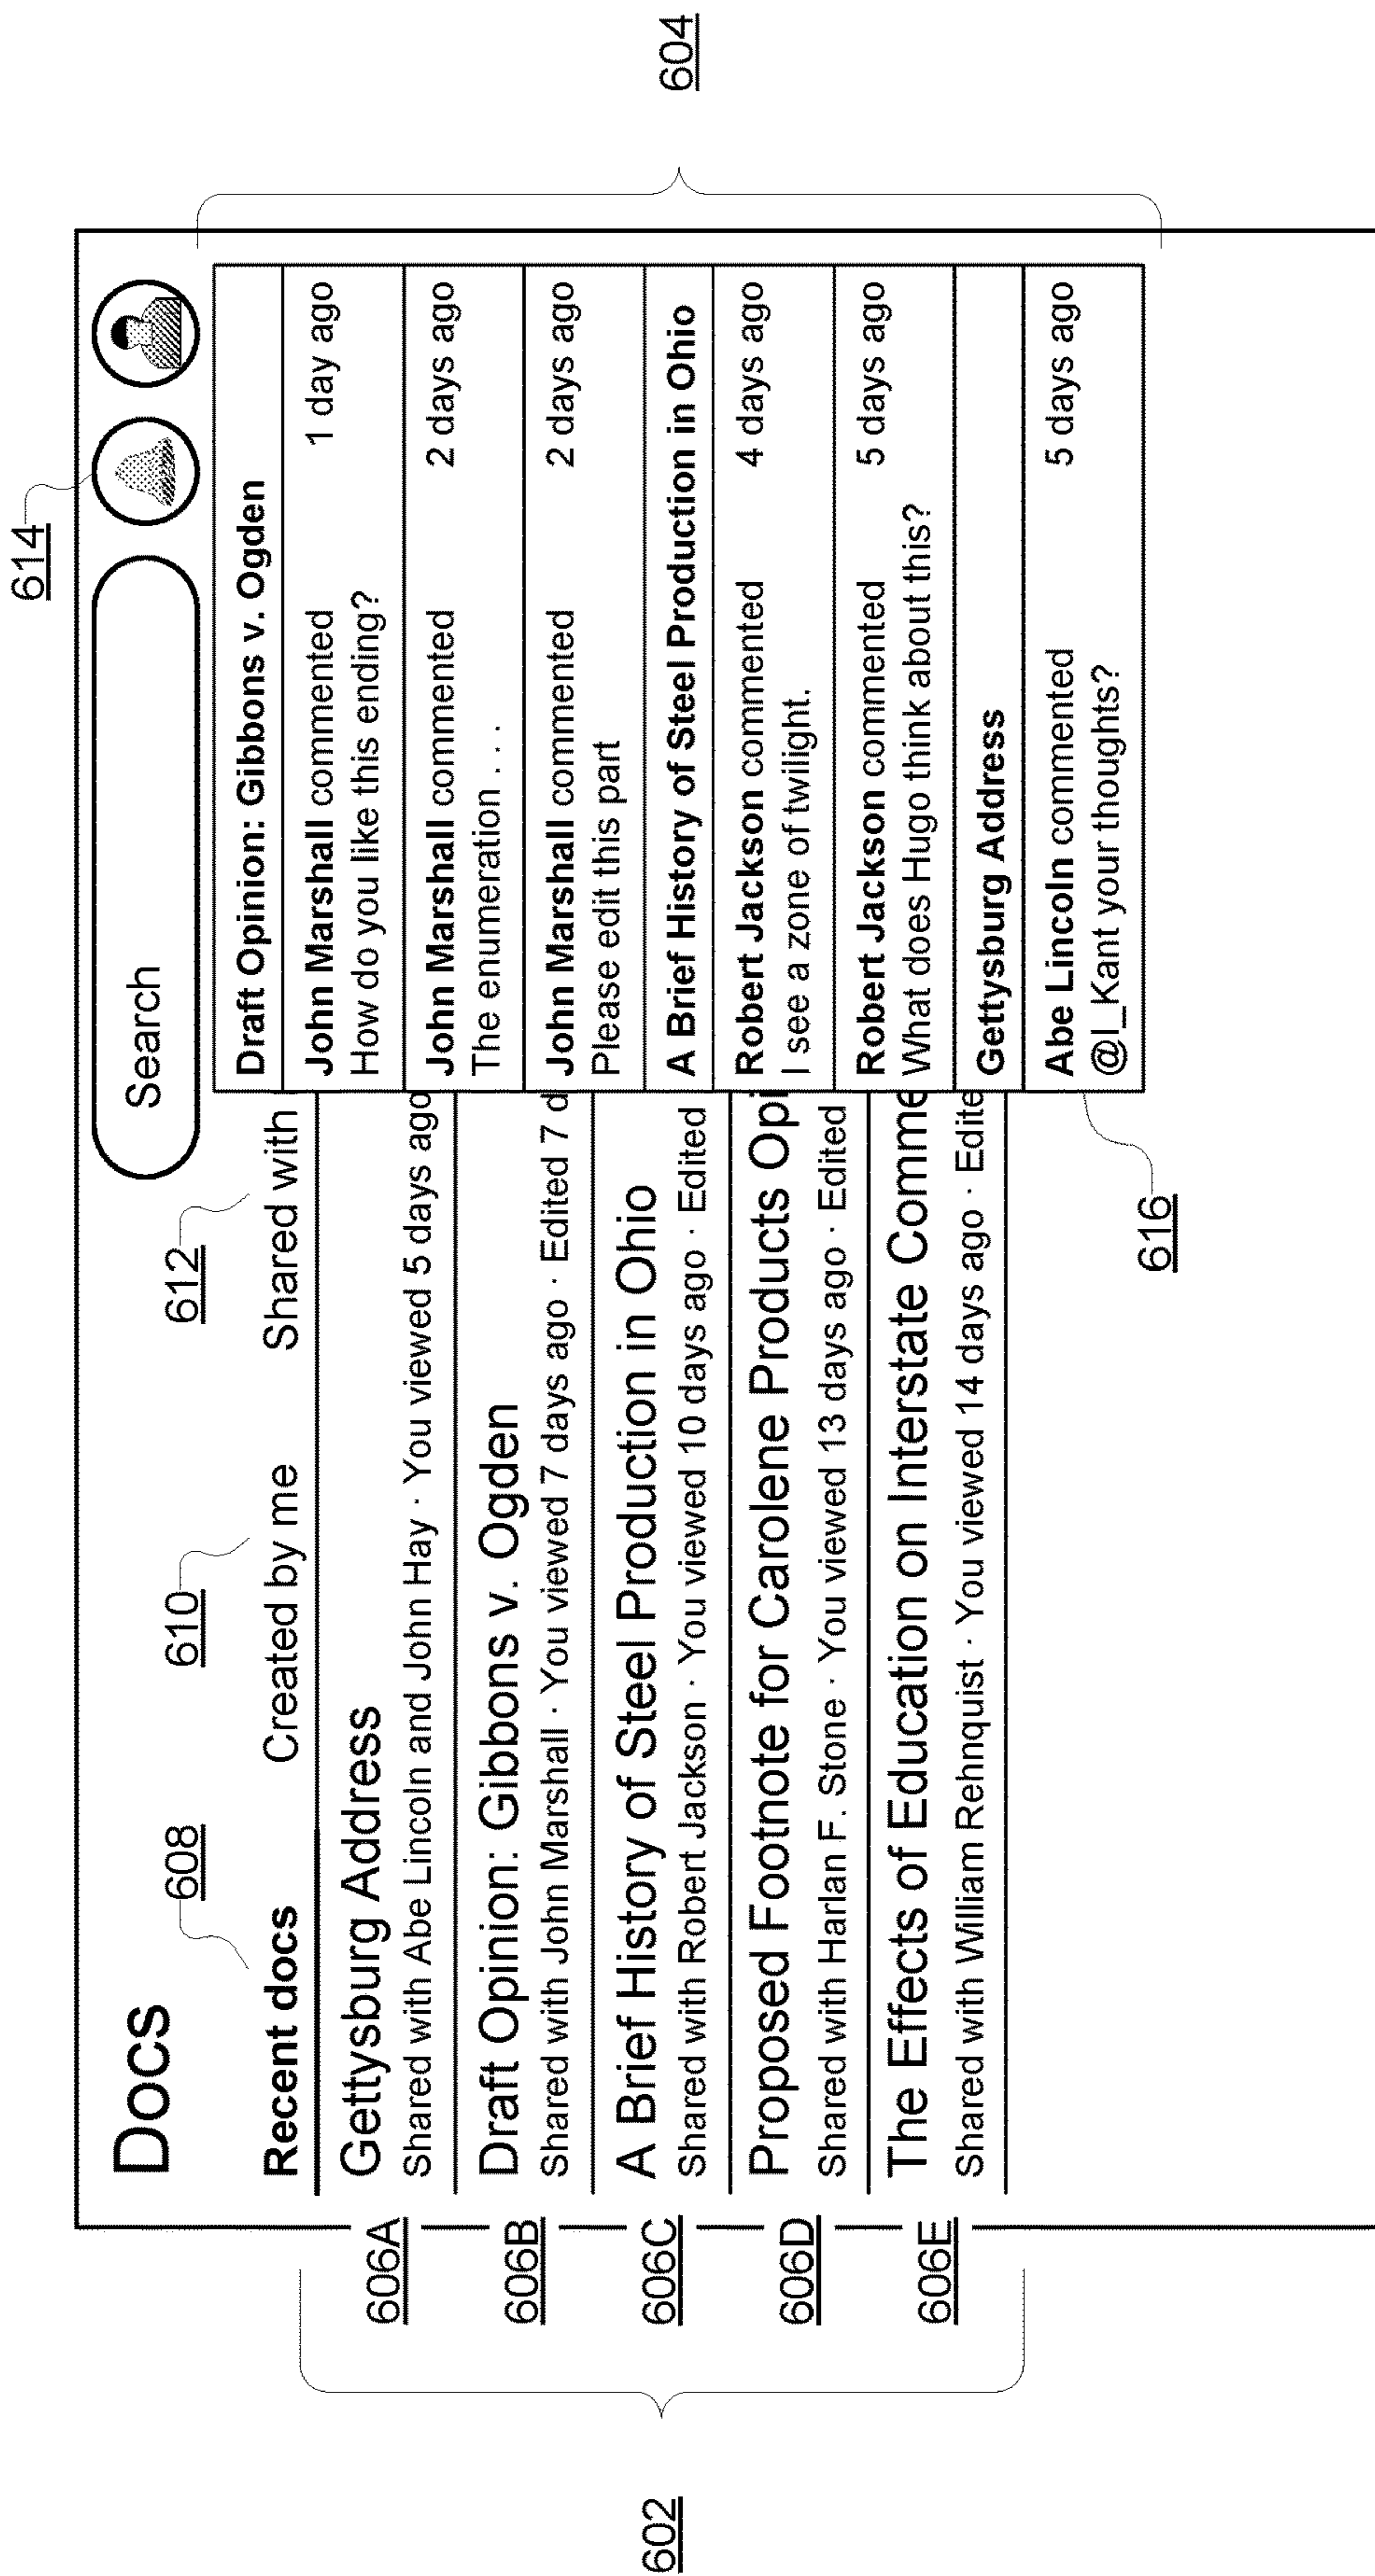 614
Docs
Search
608
610
612
Recent docs
Created by me
Shared with
602
606A
Gettysburg Address
Shared with Abe Lincoln and John Hay · You viewed 5 days ago
606B
Draft Opinion: Gibbons v. Ogden
Shared with John Marshall · You viewed 7 days ago · Edited 7 d
606C
A Brief History of Steel Production in Ohio
Shared with Robert Jackson · You viewed 10 days ago · Edited
606D
Proposed Footnote for Carolene Products Opi
Shared with Harlan F. Stone · You viewed 13 days ago · Edited
606E
The Effects of Education on Interstate Comme
Shared with William Rehnquist · You viewed 14 days ago · Edite
Draft Opinion: Gibbons v. Ogden
John Marshall commented 1 day ago
How do you like this ending?
John Marshall commented 2 days ago
The enumeration . . .
John Marshall commented 2 days ago
Please edit this part
A Brief History of Steel Production in Ohio
Robert Jackson commented 4 days ago
I see a zone of twilight.
Robert Jackson commented 5 days ago
What does Hugo think about this?
Gettysburg Address
Abe Lincoln commented 5 days ago
@I_Kant your thoughts?
604
616